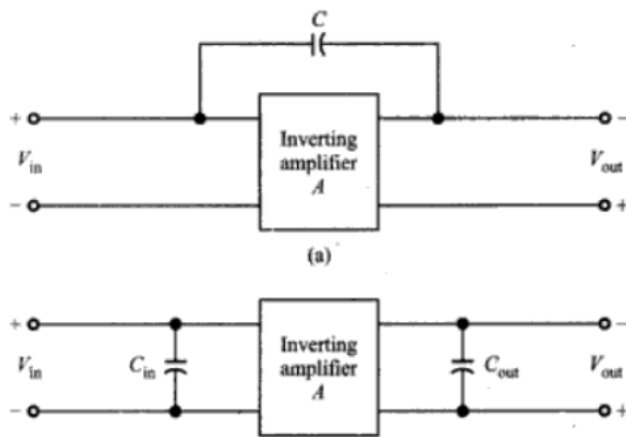 C
+ −
V_in Inverting V_out
amplifier
A
− +
(a)
+ −
V_in Inverting V_out
C_in amplifier C_out
A
− +